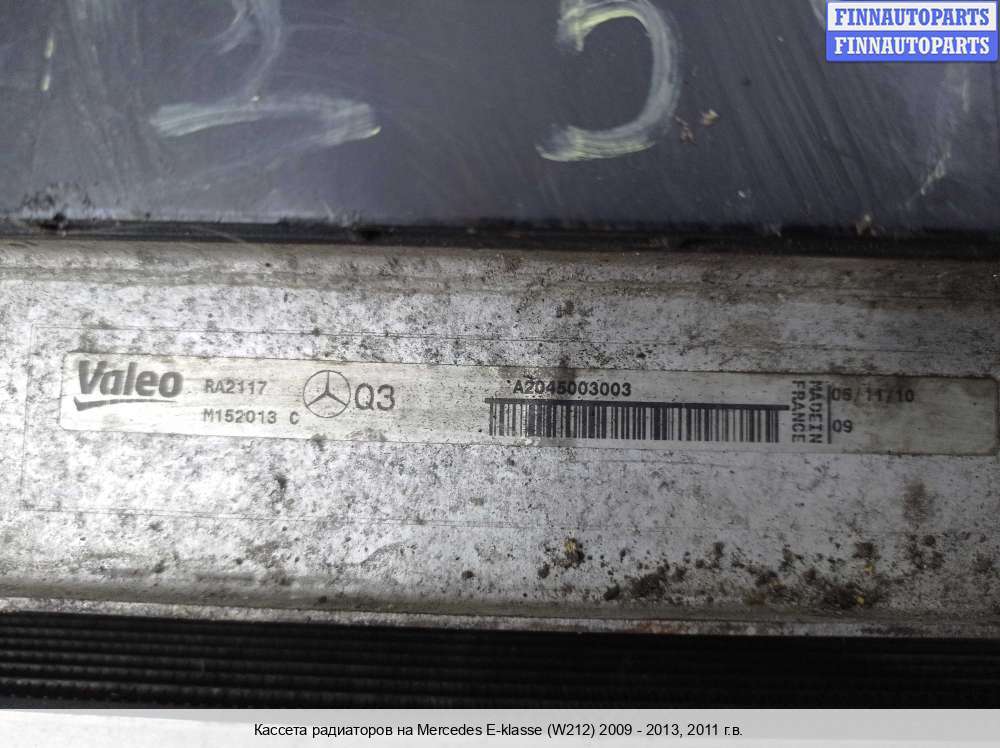 FINNAUTOPARTS
FINNAUTOPARTS
Valeo RA2117 Q3 A2045003003 MADE IN FRANCE 05/11/10
M152013 C 09
Кассета радиаторов на Mercedes E-klasse (W212) 2009 - 2013, 2011 г.в.